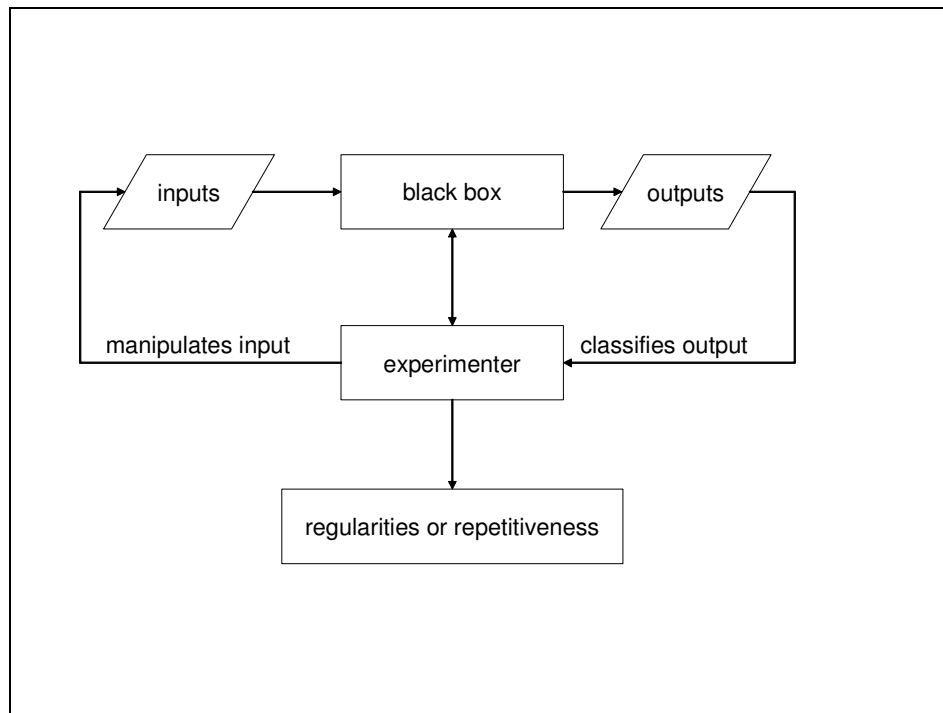 inputs
black box
outputs
manipulates input
experimenter
classifies output
regularities or repetitiveness